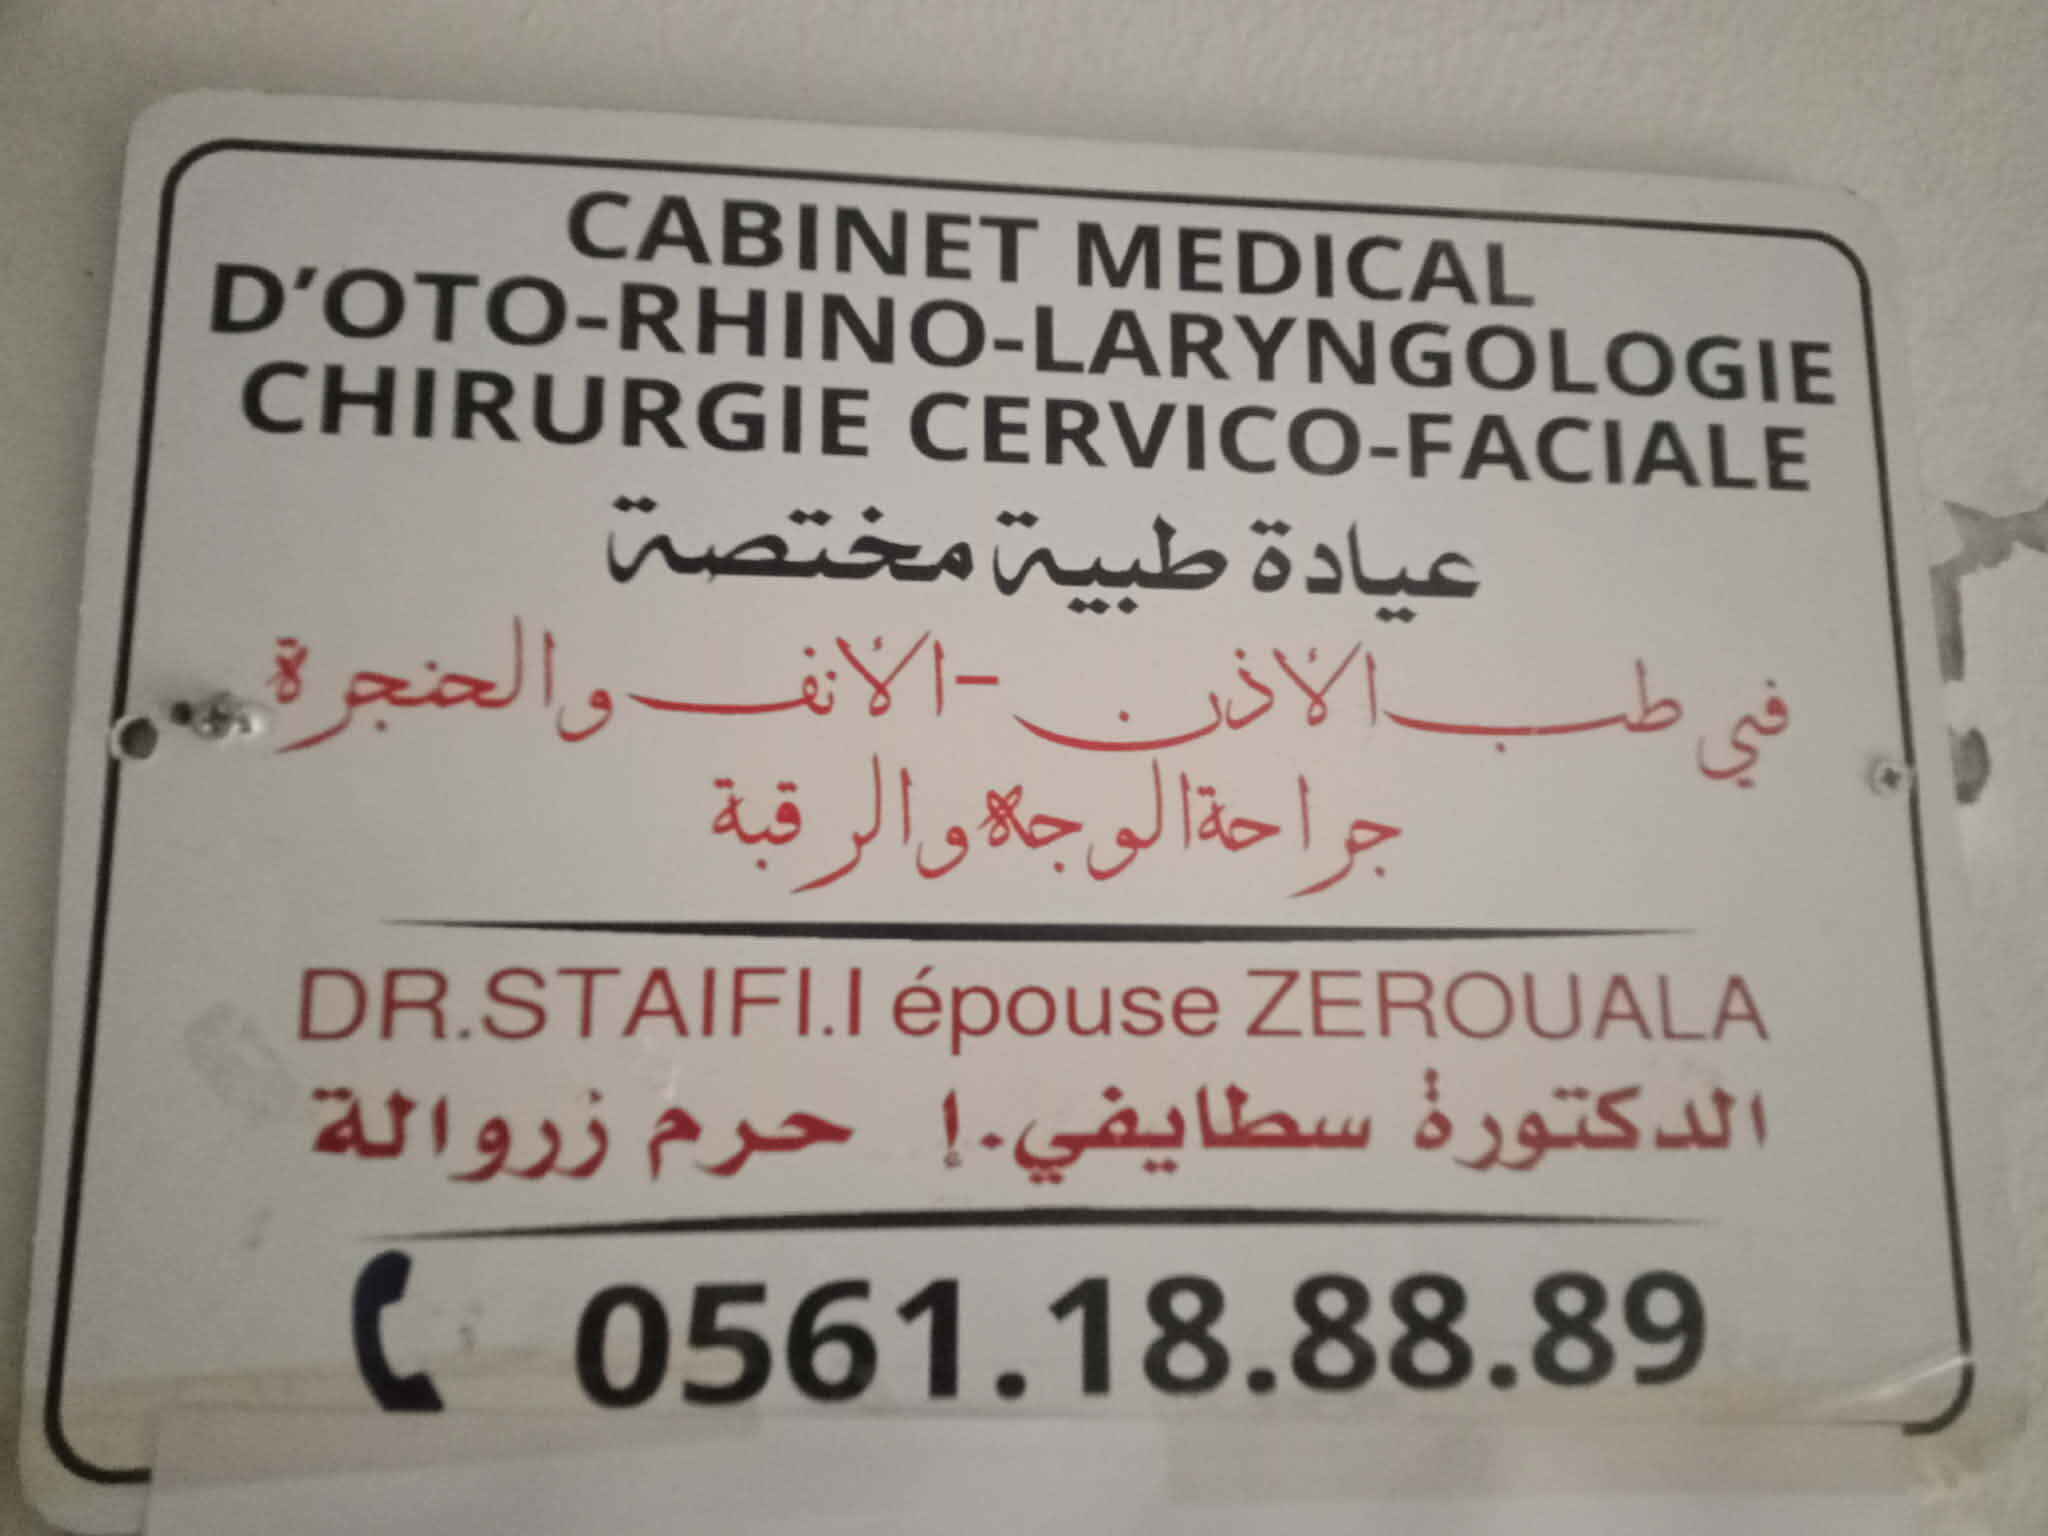 CABINET MEDICAL
D'OTO-RHINO-LARYNGOLOGIE
CHIRURGIE CERVICO-FACIALE
عيادة طبية مختصة
في طب الأذن -الأنف والحنجرة
جراحة الوجه والرقبة
DR.STAIFI.I épouse ZEROUALA
الدكتورة سطايفي.إ حرم زروالة
0561.18.88.89